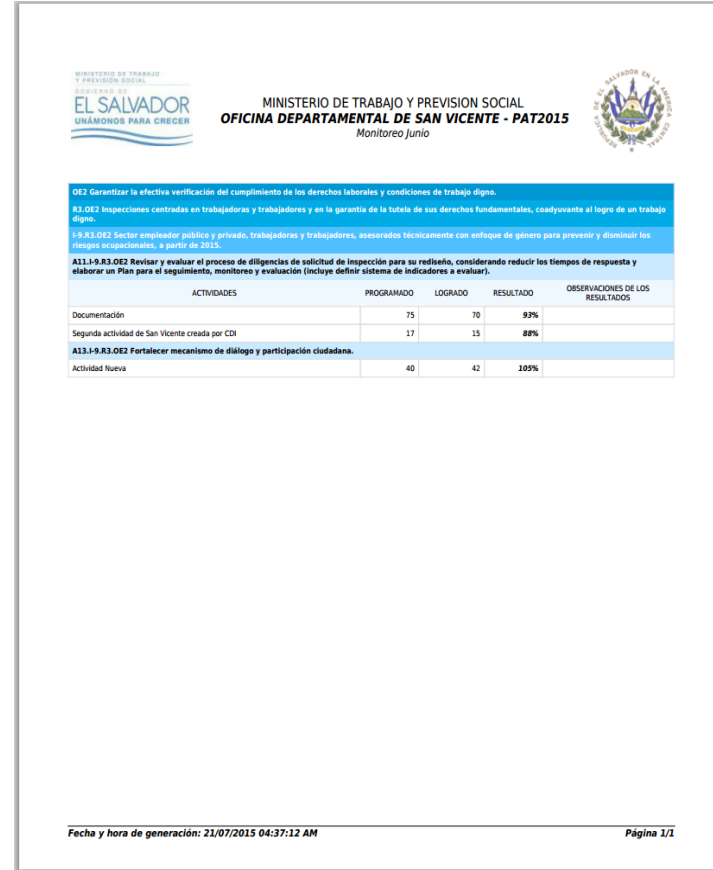 MINISTERIO DE TRABAJO
Y PREVISIÓN SOCIAL
GOBIERNO DE
EL SALVADOR
UNÁMONOS PARA CRECER
MINISTERIO DE TRABAJO Y PREVISION SOCIAL
OFICINA DEPARTAMENTAL DE SAN VICENTE - PAT2015
Monitoreo Junio
REPÚBLICA DE EL SALVADOR EN LA AMÉRICA CENTRAL
OE2 Garantizar la efectiva verificación del cumplimiento de los derechos laborales y condiciones de trabajo digno.
R3.OE2 Inspecciones centradas en trabajadoras y trabajadores y en la garantía de la tutela de sus derechos fundamentales, coadyuvante al logro de un trabajo
digno.
I-9.R3.OE2 Sector empleador público y privado, trabajadoras y trabajadores, asesorados técnicamente con enfoque de género para prevenir y disminuir los
riesgos ocupacionales, a partir de 2015.
A11.I-9.R3.OE2 Revisar y evaluar el proceso de diligencias de solicitud de inspección para su rediseño, considerando reducir los tiempos de respuesta y
elaborar un Plan para el seguimiento, monitoreo y evaluación (incluye definir sistema de indicadores a evaluar).
ACTIVIDADES PROGRAMADO LOGRADO RESULTADO OBSERVACIONES DE LOS
RESULTADOS
Documentación 75 70 93%
Segunda actividad de San Vicente creada por CDI 17 15 88%
A13.I-9.R3.OE2 Fortalecer mecanismo de diálogo y participación ciudadana.
Actividad Nueva 40 42 105%
Fecha y hora de generación: 21/07/2015 04:37:12 AM Página 1/1